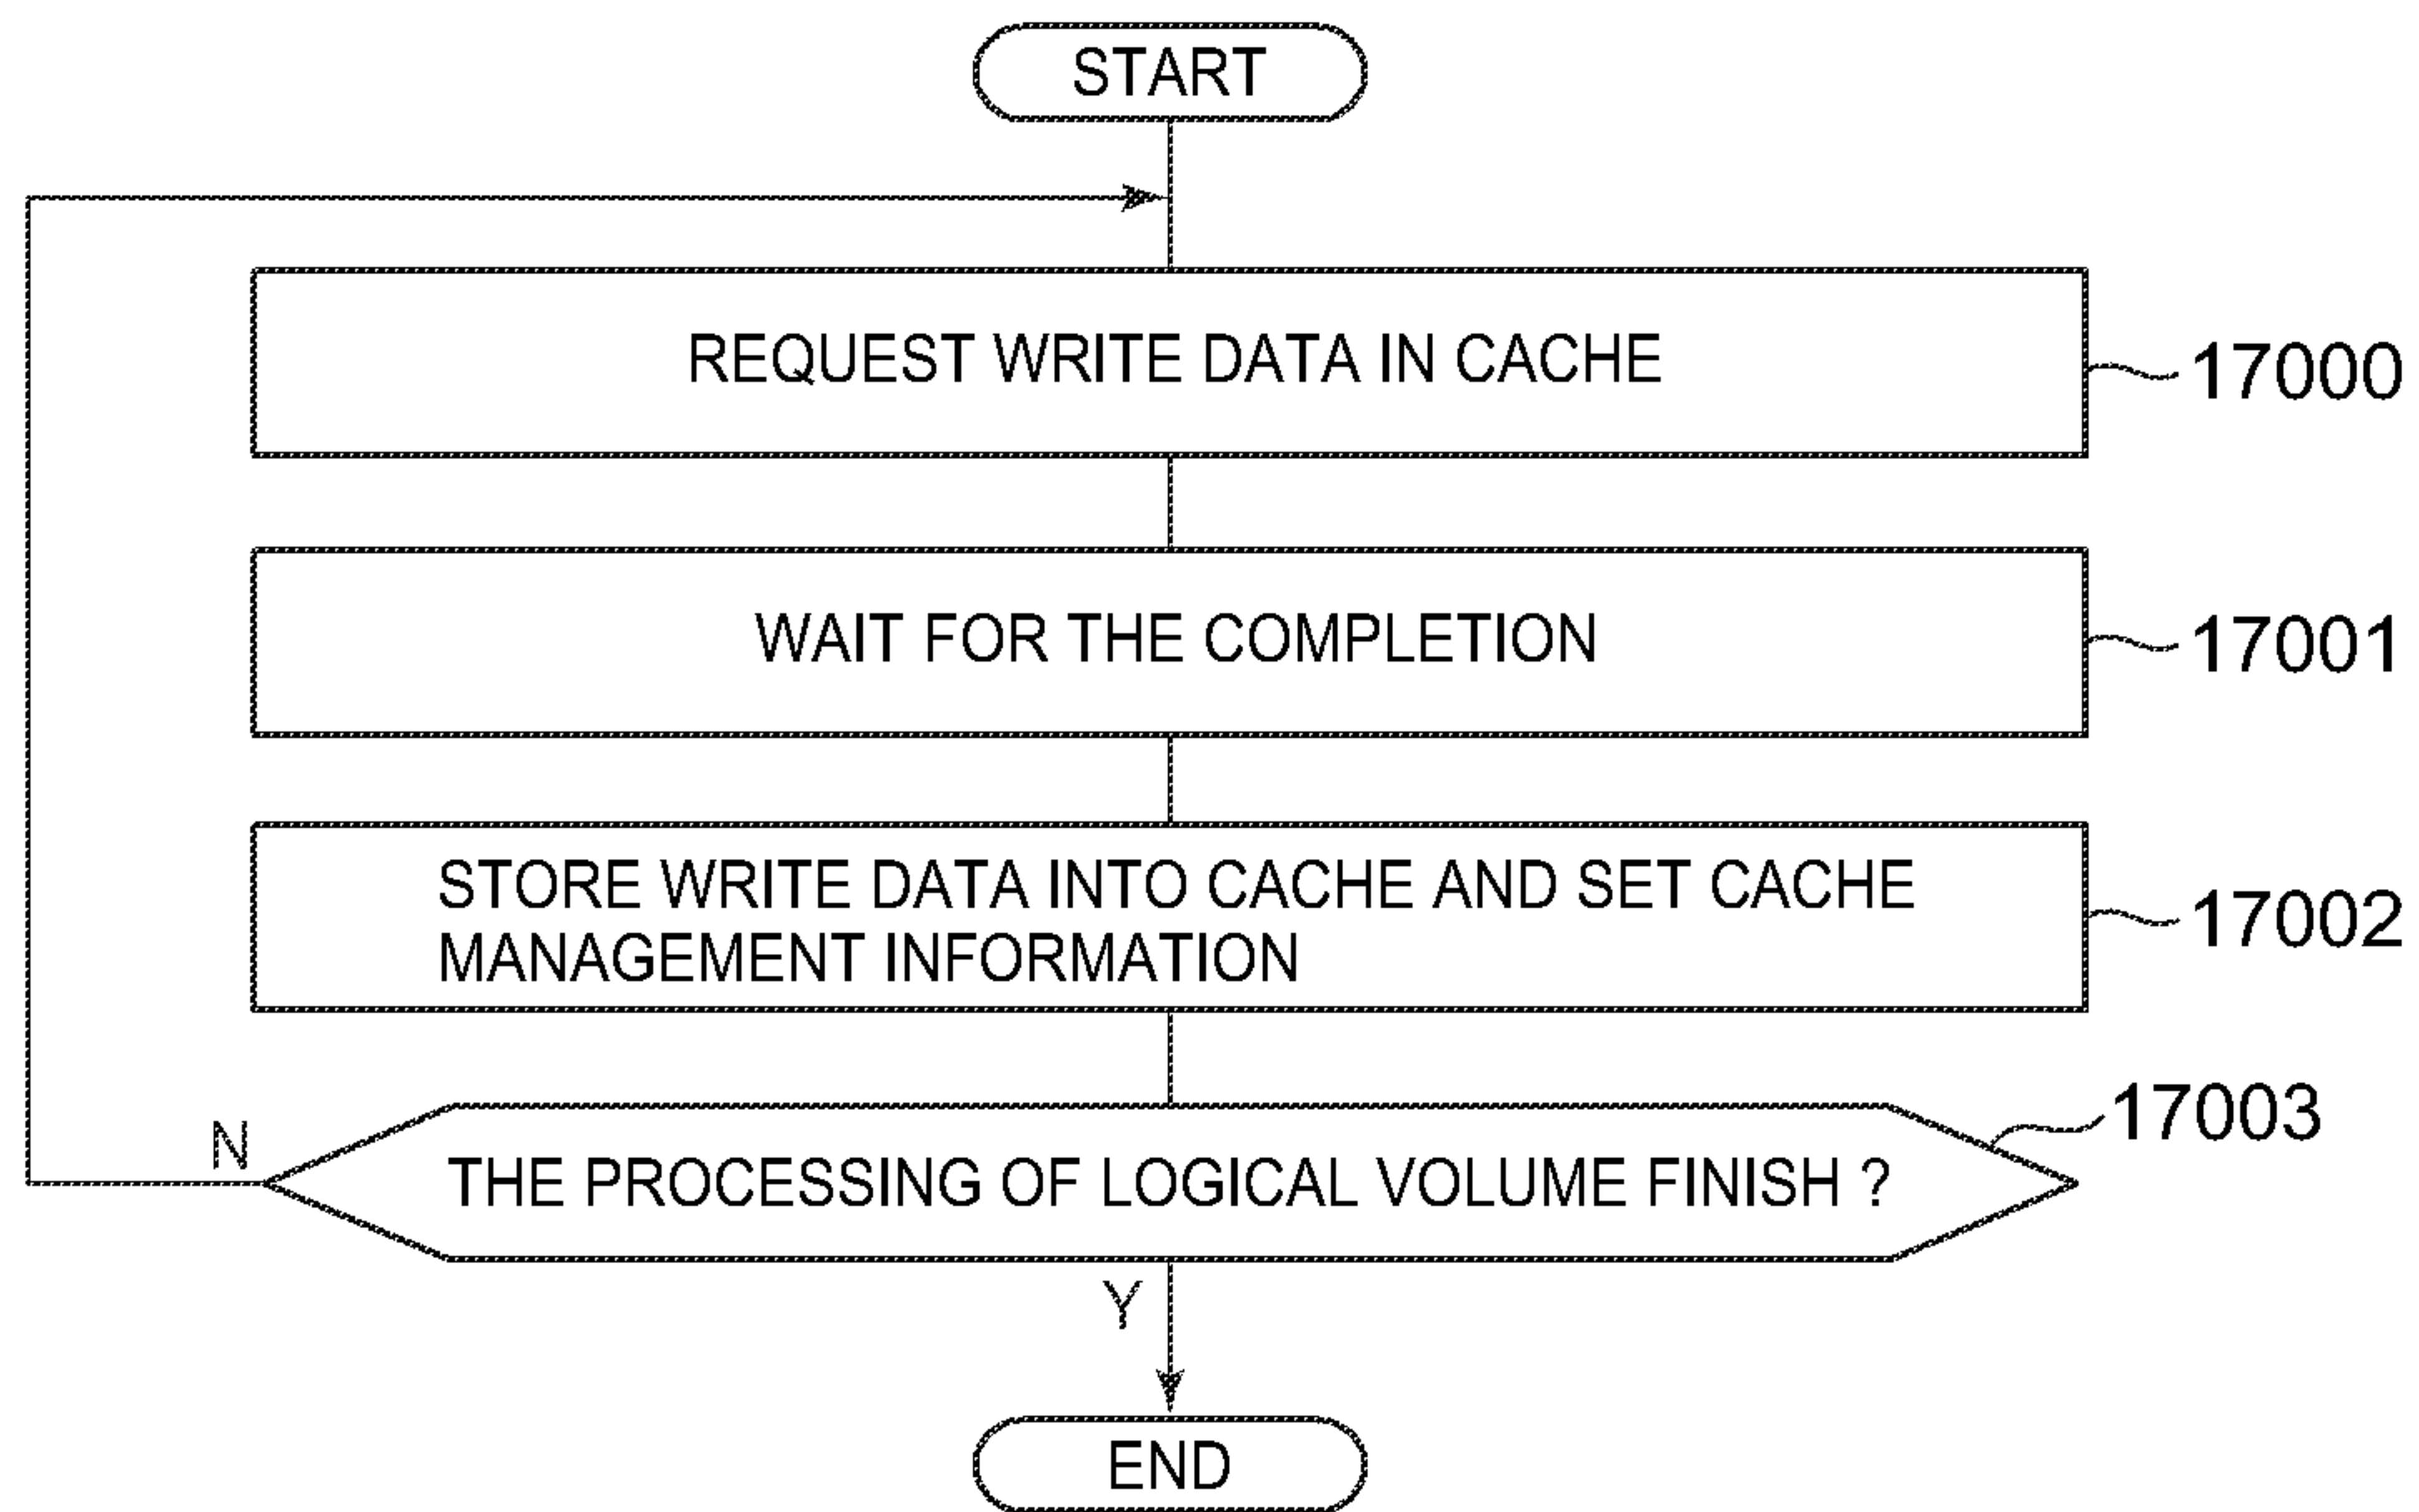 START
REQUEST WRITE DATA IN CACHE
17000
WAIT FOR THE COMPLETION
17001
STORE WRITE DATA INTO CACHE AND SET CACHE
MANAGEMENT INFORMATION
17002
17003
N
THE PROCESSING OF LOGICAL VOLUME FINISH ?
Y
END